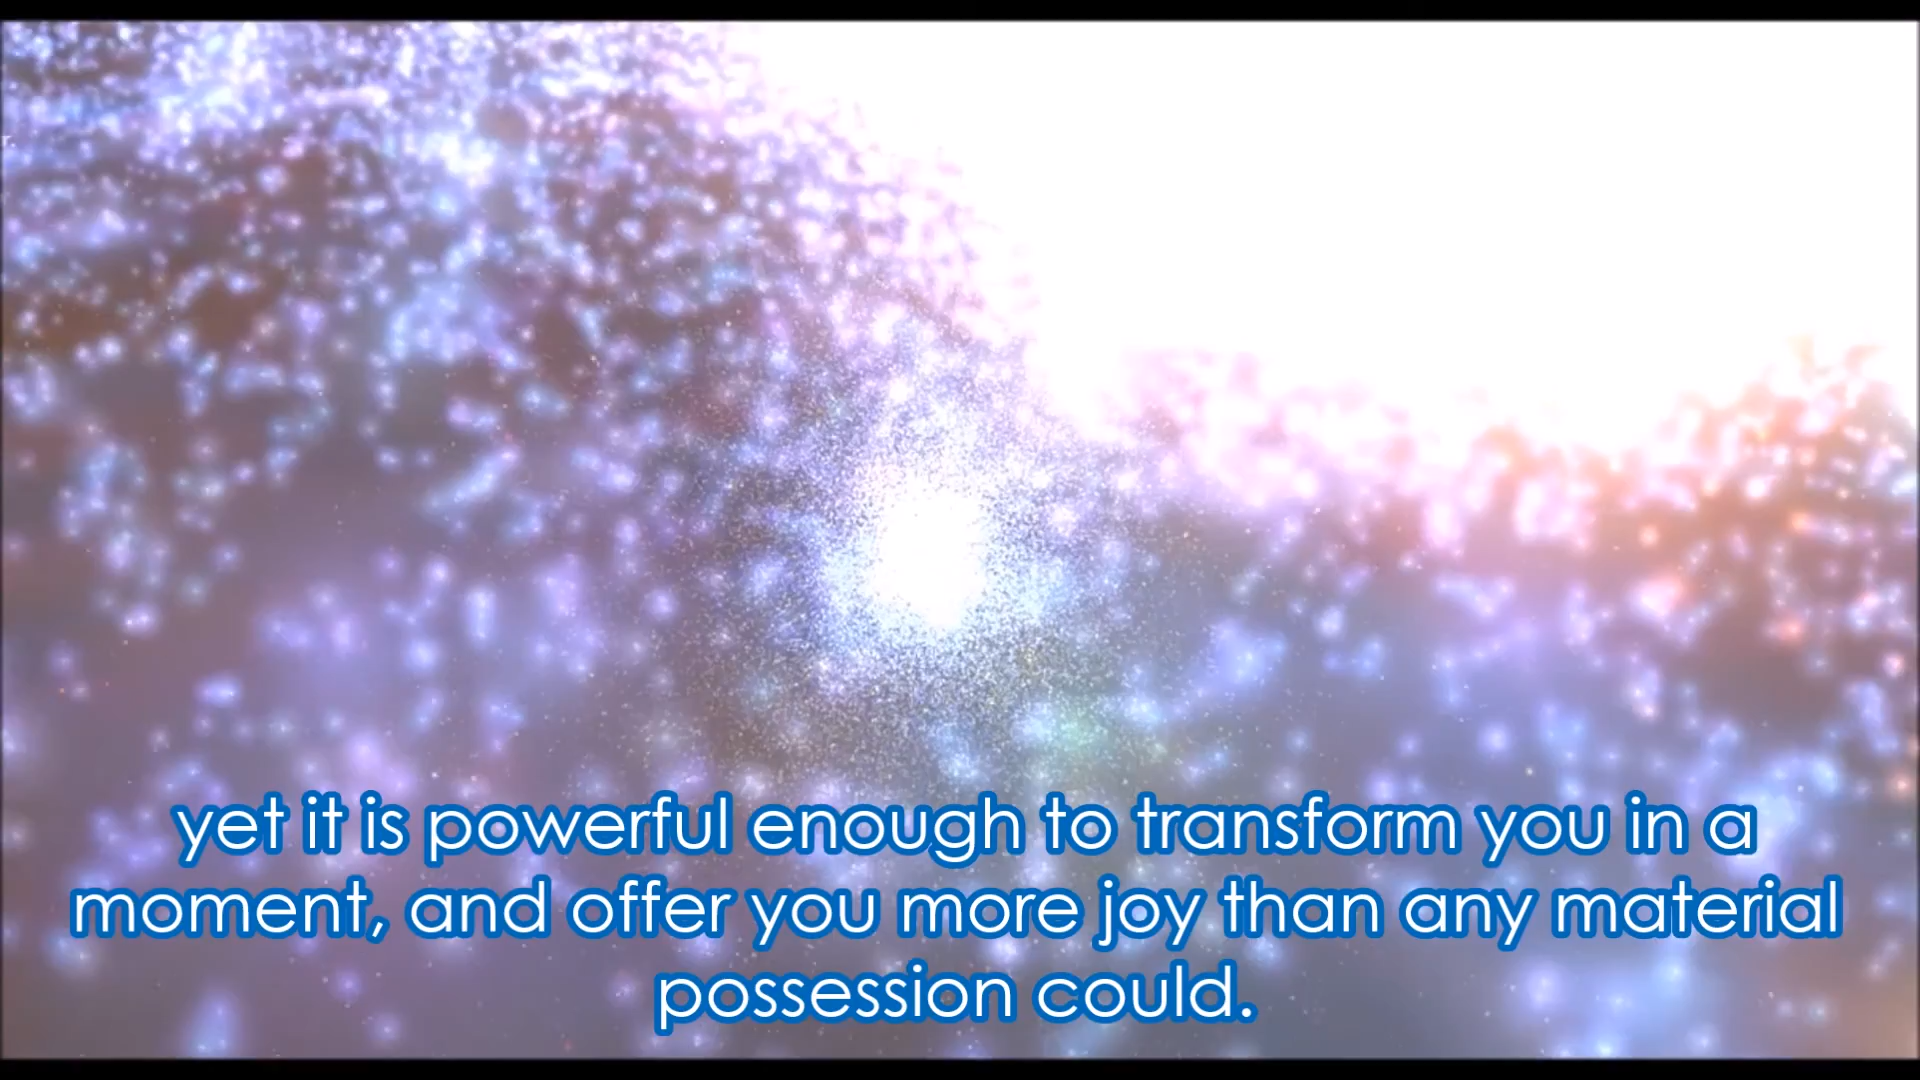 yet it is powerful enough to transform you in a
moment, and offer you more joy than any material
possession could.